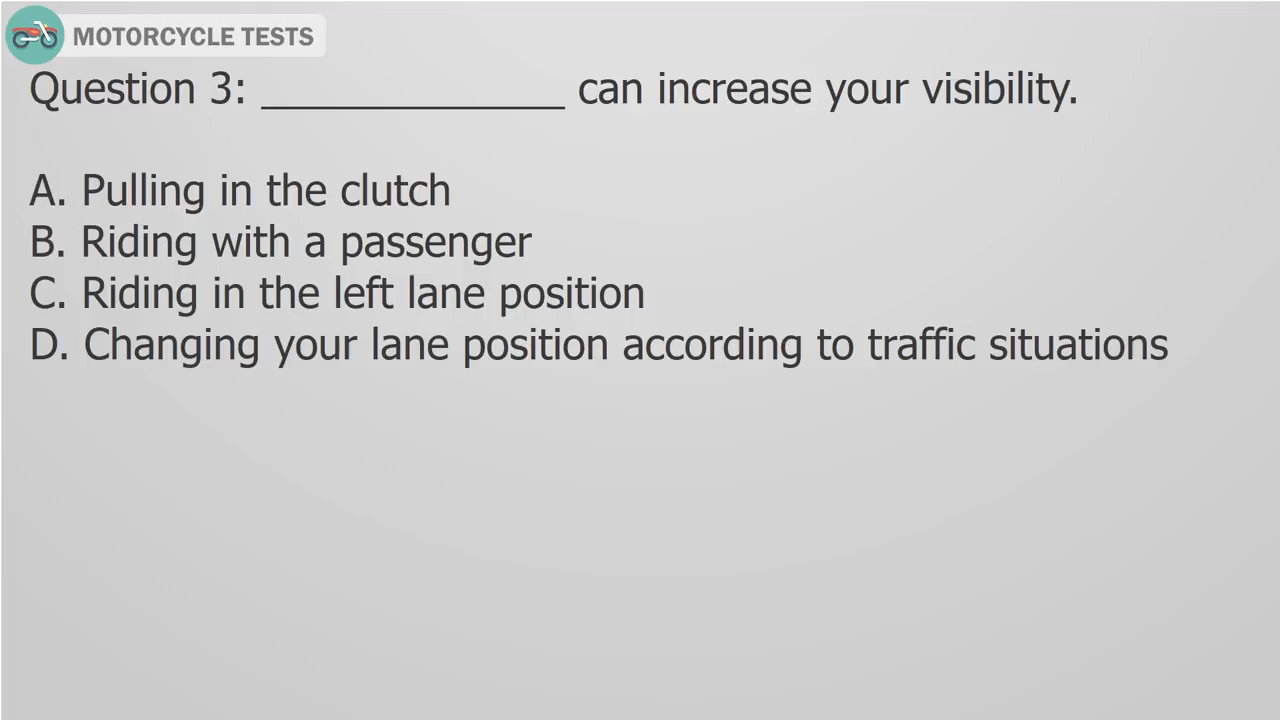 MOTORCYCLE TESTS
Question 3: ______________ can increase your visibility.
A. Pulling in the clutch
B. Riding with a passenger
C. Riding in the left lane position
D. Changing your lane position according to traffic situations